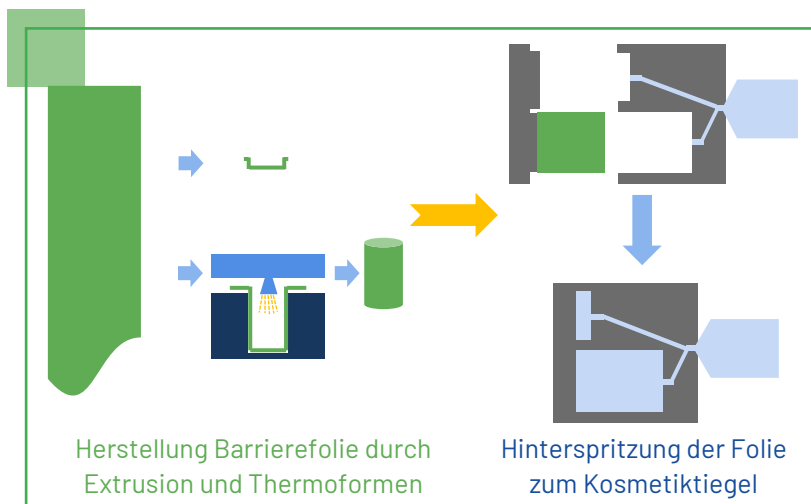 Herstellung Barrierefolie durch
Extrusion und Thermoformen
Hinterspritzung der Folie
zum Kosmetiktiegel